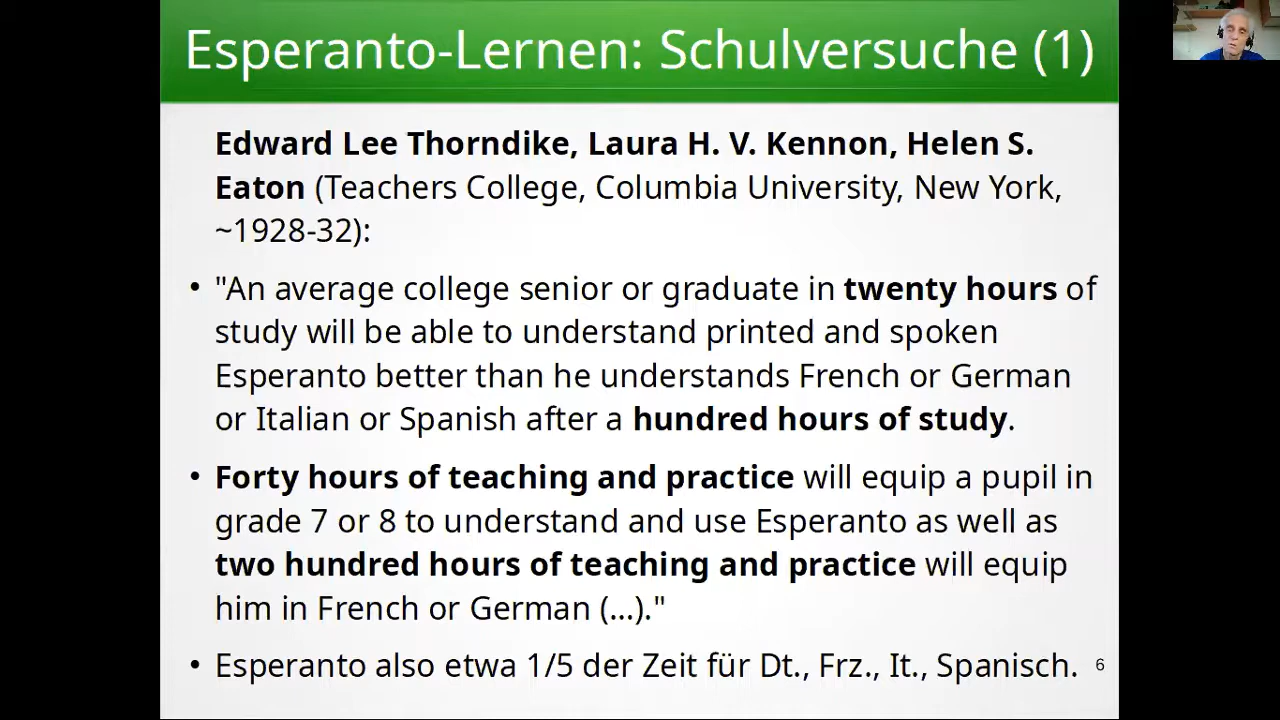 Esperanto-Lernen: Schulversuche (1)
Edward Lee Thorndike, Laura H. V. Kennon, Helen S.
Eaton (Teachers College, Columbia University, New York,
~1928-32):
• "An average college senior or graduate in twenty hours of
study will be able to understand printed and spoken
Esperanto better than he understands French or German
or Italian or Spanish after a hundred hours of study.
• Forty hours of teaching and practice will equip a pupil in
grade 7 or 8 to understand and use Esperanto as well as
two hundred hours of teaching and practice will equip
him in French or German (...)."
• Esperanto also etwa 1/5 der Zeit für Dt., Frz., It., Spanisch.
6